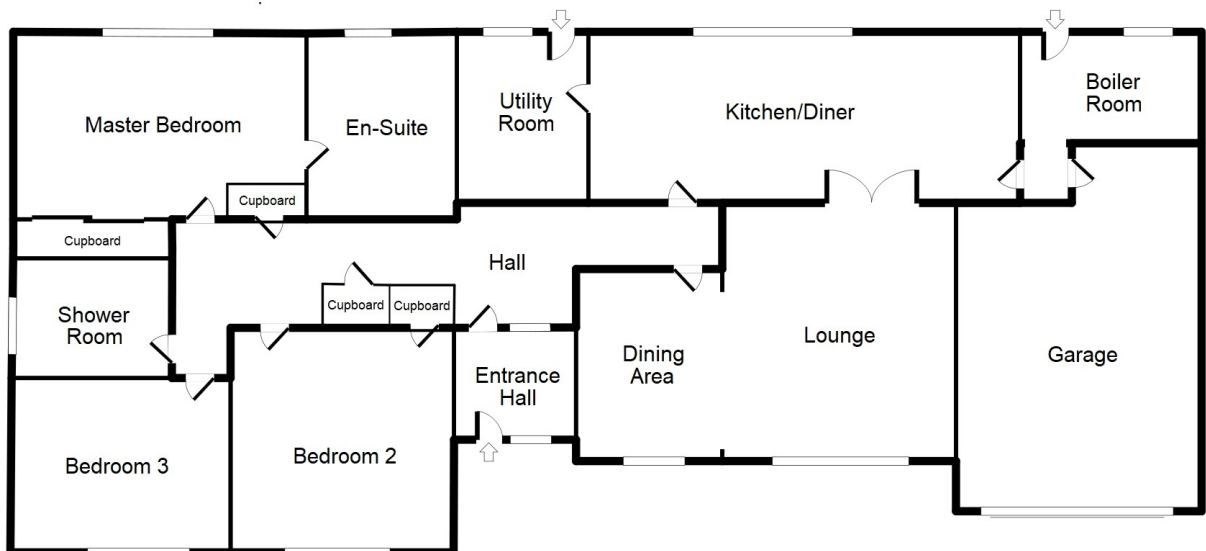 Master Bedroom
En-Suite
Utility
Room
Kitchen/Diner
Boiler
Room
Cupboard
Cupboard
Hall
Cupboard
Cupboard
Shower
Room
Entrance
Hall
Dining
Area
Lounge
Garage
Bedroom 3
Bedroom 2